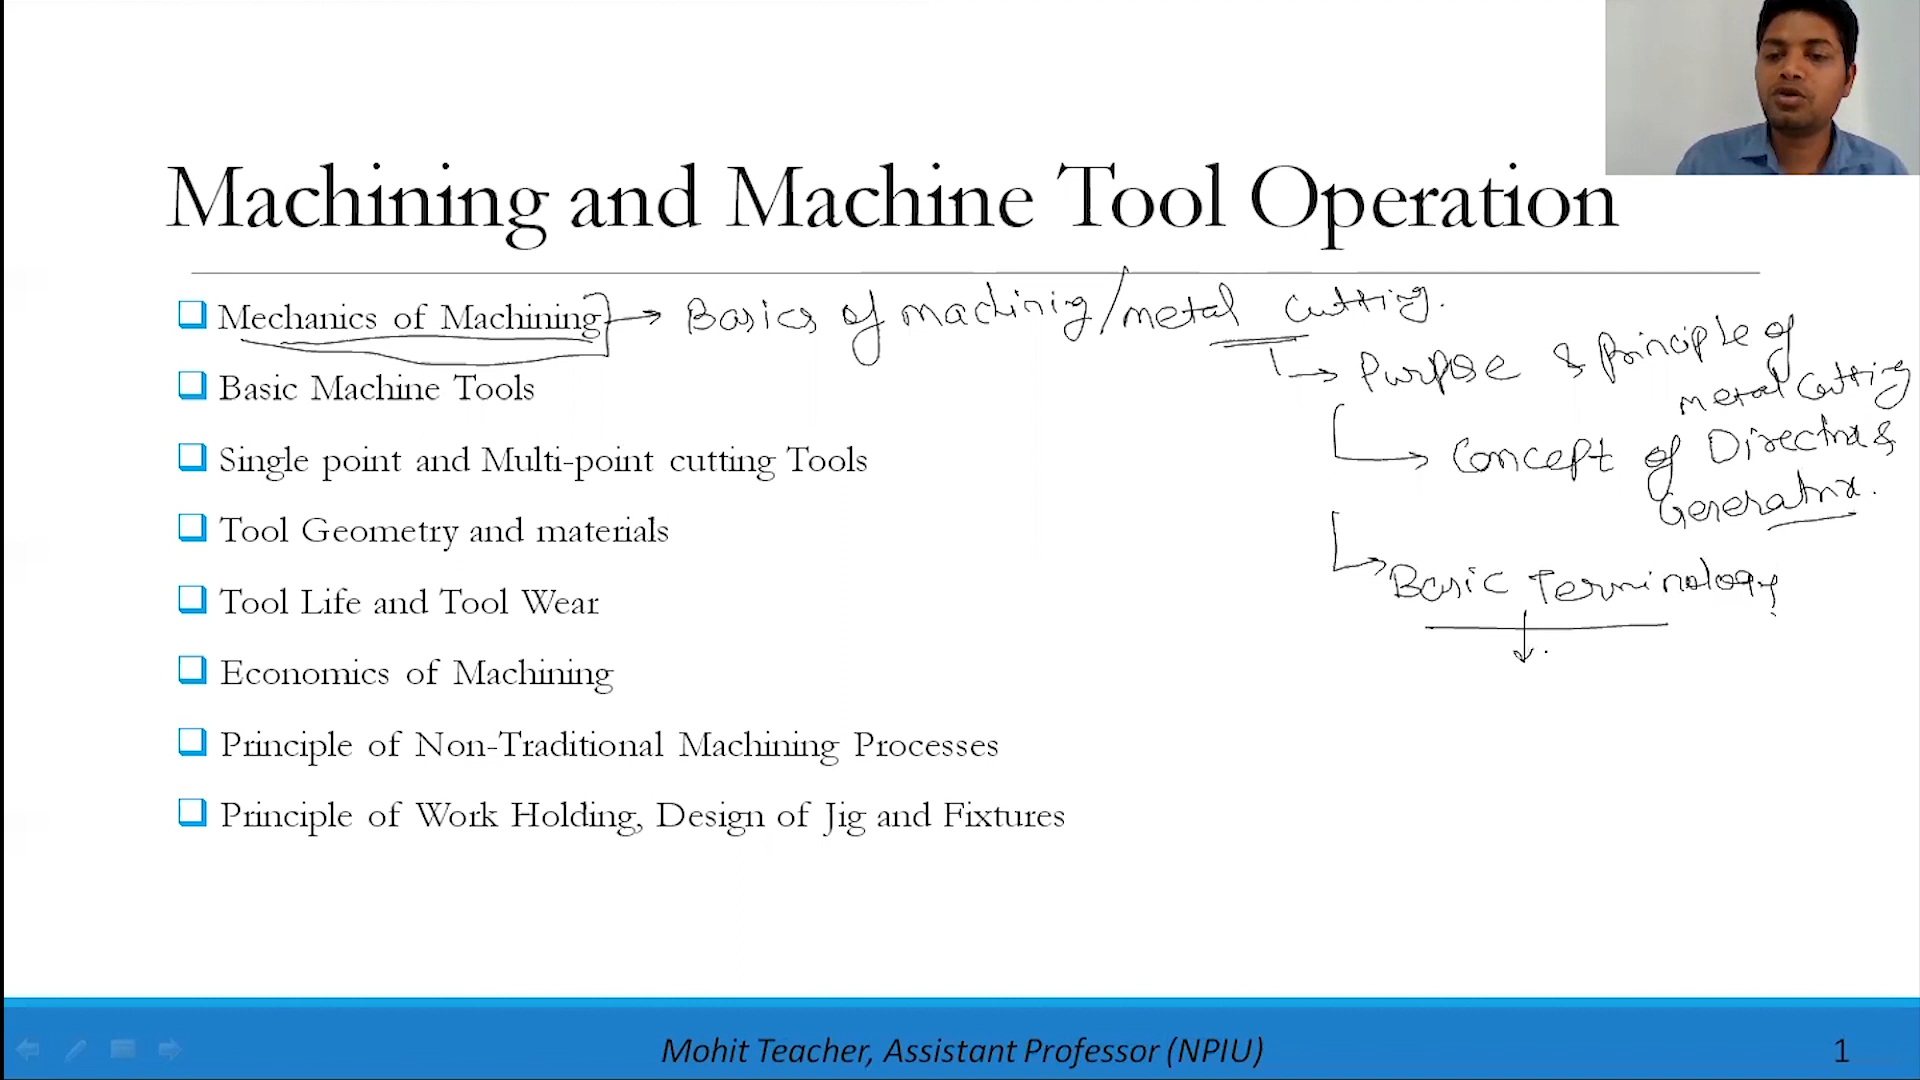 Machining and Machine Tool Operation
Mechanics of Machining → Basics of machinig/metal cutting.
→ Purpose & Principle of
metal cutting
→ Concept of Directrix &
Generatrix.
→ Basic Terminology
Basic Machine Tools
Single point and Multi-point cutting Tools
Tool Geometry and materials
Tool Life and Tool Wear
Economics of Machining
Principle of Non-Traditional Machining Processes
Principle of Work Holding, Design of Jig and Fixtures
Mohit Teacher, Assistant Professor (NPIU)
1